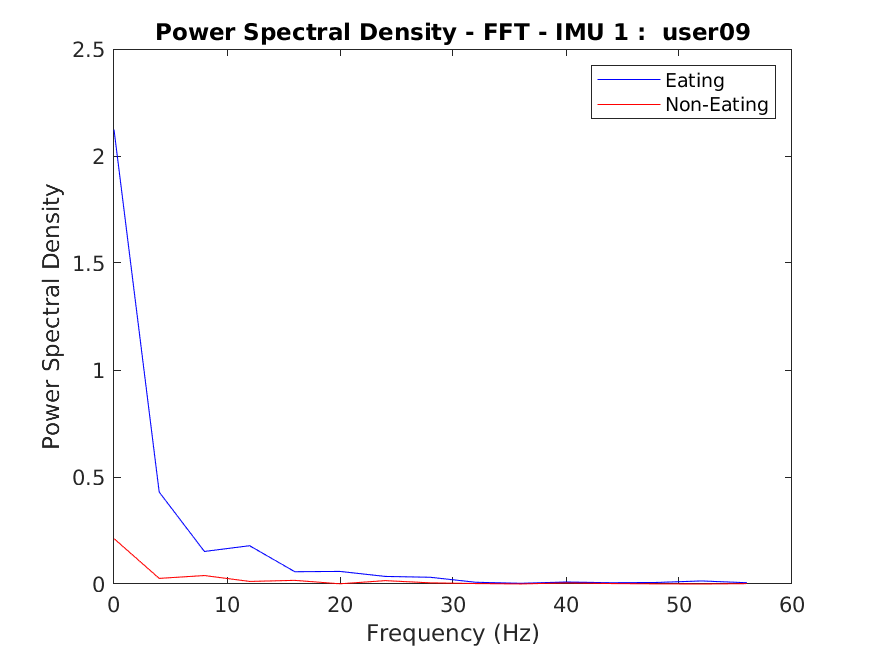 Power Spectral Density - FFT - IMU 1 : user09
2.5
2
1.5
1
0.5
0
Power Spectral Density
Eating
Non-Eating
0 10 20 30 40 50 60
Frequency (Hz)